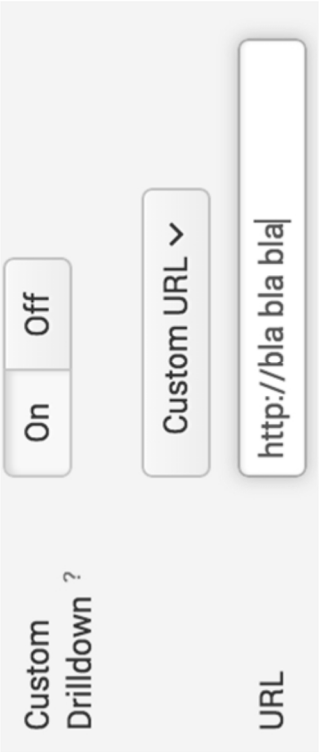 Custom
Drilldown ?
On Off
Custom URL
URL
http://bla bla bla